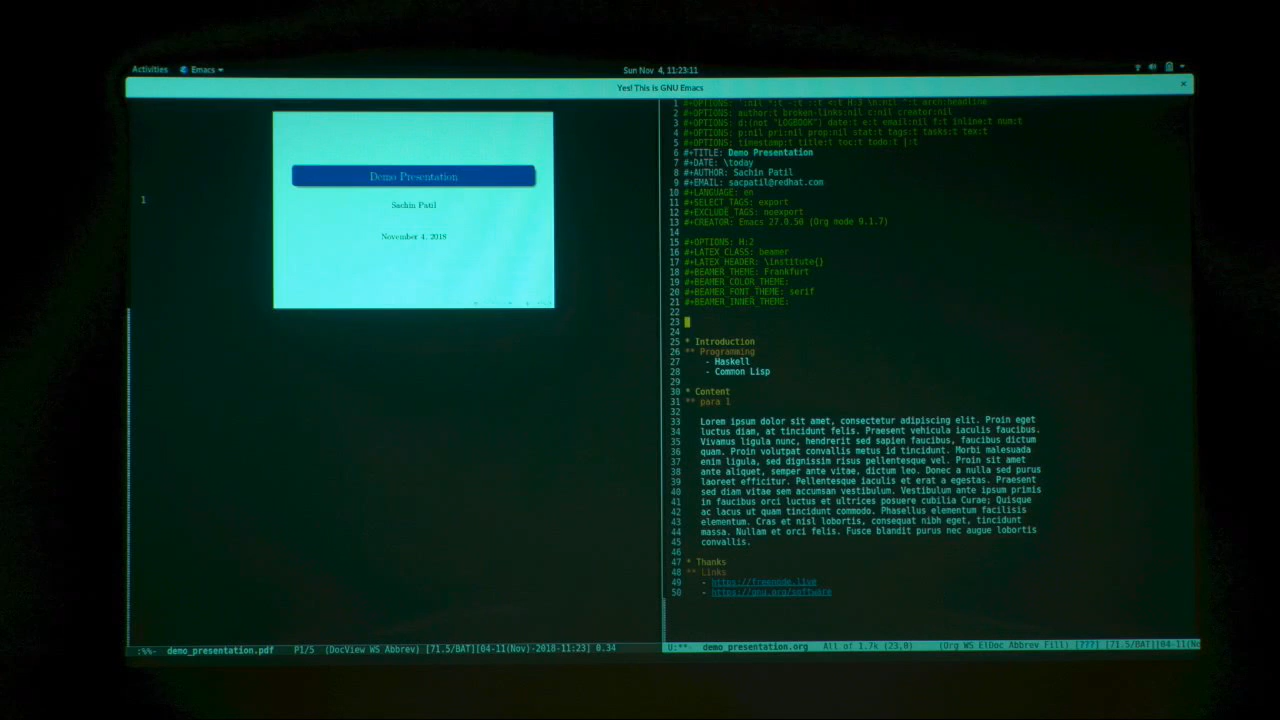 Activities Emacs
Sun Nov 4, 11:23:11
Yes! This is GNU Emacs
1
Demo Presentation
Sachin Patil
November 4, 2018
:%%- demo_presentation.pdf P1/5 (DocView WS Abbrev) [71.5/BAT][04-11(Nov)-2018-11:23] 0.34
1 #+OPTIONS: ':nil *:t -:t ::t <:t H:3 \n:nil ^:t arch:headline
2 #+OPTIONS: author:t broken-links:nil c:nil creator:nil
3 #+OPTIONS: d:(not "LOGBOOK") date:t e:t email:nil f:t inline:t num:t
4 #+OPTIONS: p:nil pri:nil prop:nil stat:t tags:t tasks:t tex:t
5 #+OPTIONS: timestamp:t title:t toc:t todo:t |:t
6 #+TITLE: Demo Presentation
7 #+DATE: \today
8 #+AUTHOR: Sachin Patil
9 #+EMAIL: sacpatil@redhat.com
10 #+LANGUAGE: en
11 #+SELECT_TAGS: export
12 #+EXCLUDE_TAGS: noexport
13 #+CREATOR: Emacs 27.0.50 (Org mode 9.1.7)
14
15 #+OPTIONS: H:2
16 #+LATEX_CLASS: beamer
17 #+LATEX_HEADER: \institute{}
18 #+BEAMER_THEME: Frankfurt
19 #+BEAMER_COLOR_THEME:
20 #+BEAMER_FONT_THEME: serif
21 #+BEAMER_INNER_THEME:
22
23
24
25 * Introduction
26 ** Programming
27 - Haskell
28 - Common Lisp
29
30 * Content
31 ** para 1
32
33 Lorem ipsum dolor sit amet, consectetur adipiscing elit. Proin eget
34 luctus diam, at tincidunt felis. Praesent vehicula iaculis faucibus.
35 Vivamus ligula nunc, hendrerit sed sapien faucibus, faucibus dictum
36 quam. Proin volutpat convallis metus id tincidunt. Morbi malesuada
37 enim ligula, sed dignissim risus pellentesque vel. Proin sit amet
38 ante aliquet, semper ante vitae, dictum leo. Donec a nulla sed purus
39 laoreet efficitur. Pellentesque iaculis et erat a egestas. Praesent
40 sed diam vitae sem accumsan vestibulum. Vestibulum ante ipsum primis
41 in faucibus orci luctus et ultrices posuere cubilia Curae; Quisque
42 ac lacus ut quam tincidunt commodo. Phasellus elementum facilisis
43 elementum. Cras et nisl lobortis, consequat nibh eget, tincidunt
44 massa. Nullam et orci felis. Fusce blandit purus nec augue lobortis
45 convallis.
46
47 * Thanks
48 ** Links
49 - https://freenode.live
50 - https://gnu.org/software
U:**- demo_presentation.org All of 1.7k (23,0) (Org WS ElDoc Abbrev Fill) [???] [71.5/BAT][04-11(No